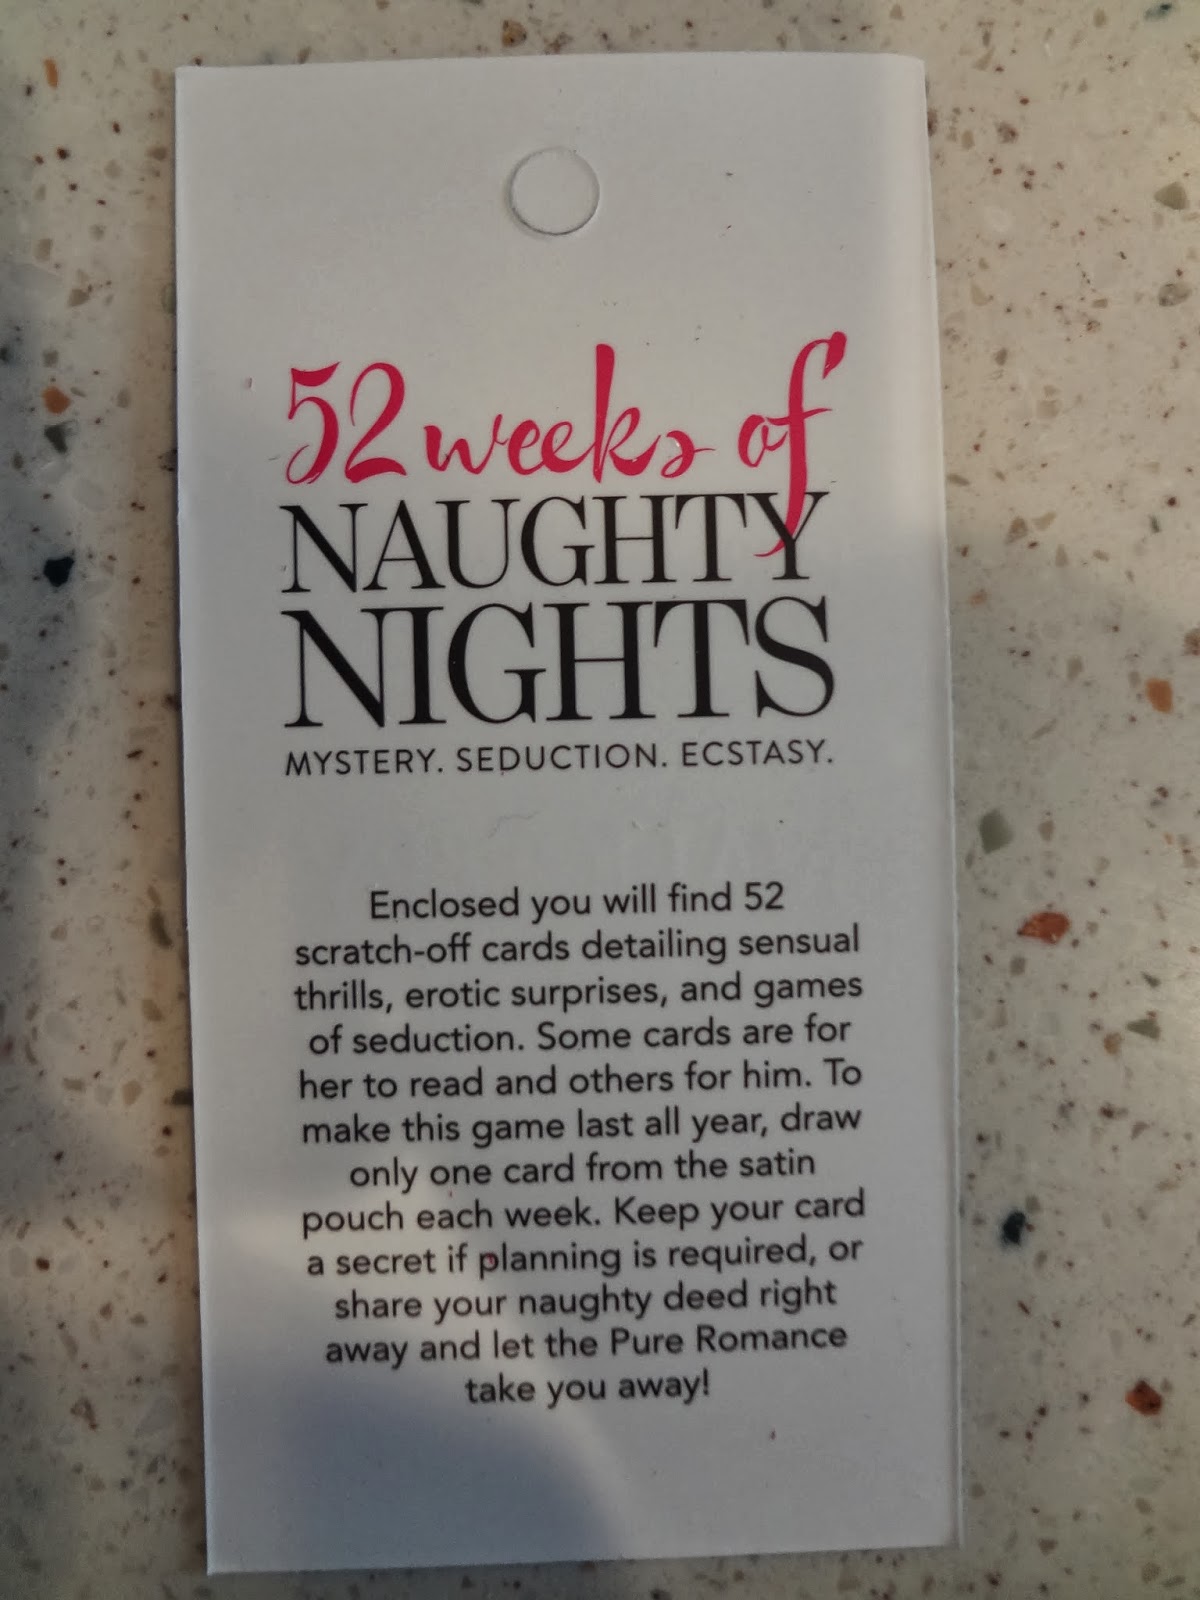 52 weeks of
NAUGHTY
NIGHTS
MYSTERY. SEDUCTION. ECSTASY.
Enclosed you will find 52
scratch-off cards detailing sensual
thrills, erotic surprises, and games
of seduction. Some cards are for
her to read and others for him. To
make this game last all year, draw
only one card from the satin
pouch each week. Keep your card
a secret if planning is required, or
share your naughty deed right
away and let the Pure Romance
take you away!